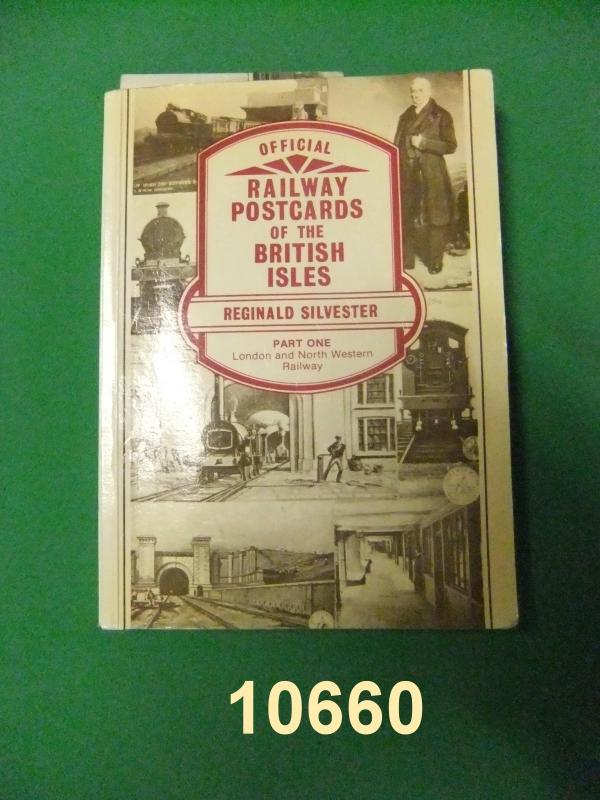 OFFICIAL
RAILWAY
POSTCARDS
OF THE
BRITISH
ISLES
REGINALD SILVESTER
PART ONE
London and North Western
Railway
10660